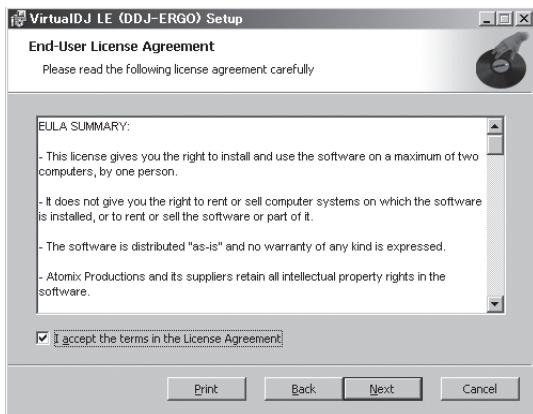 VirtualDJ LE (DDJ-ERGO) Setup
End-User License Agreement
Please read the following license agreement carefully
EULA SUMMARY:
- This license gives you the right to install and use the software on a maximum of two
computers, by one person.
- It does not give you the right to rent or sell computer systems on which the software
is installed, or to rent or sell the software or part of it.
- The software is distributed "as-is" and no warranty of any kind is expressed.
- Atomix Productions and its suppliers retain all intellectual property rights in the
software.
I accept the terms in the License Agreement
Print
Back
Next
Cancel